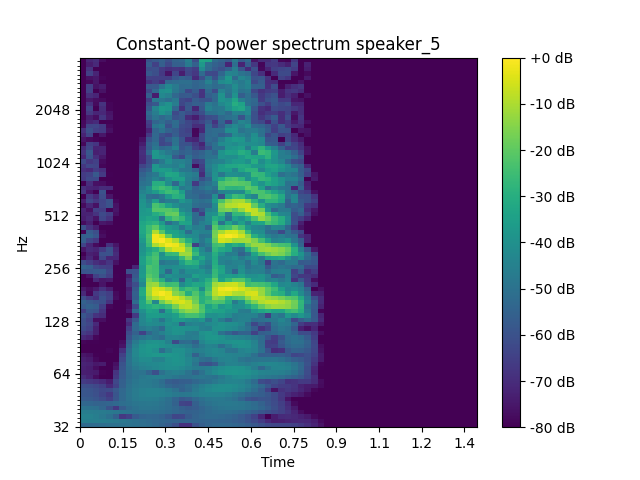 Constant-Q power spectrum speaker_5
Hz
2048
1024
512
256
128
64
32
0 0.15 0.3 0.45 0.6 0.75 0.9 1.1 1.2 1.4
Time
+0 dB
-10 dB
-20 dB
-30 dB
-40 dB
-50 dB
-60 dB
-70 dB
-80 dB